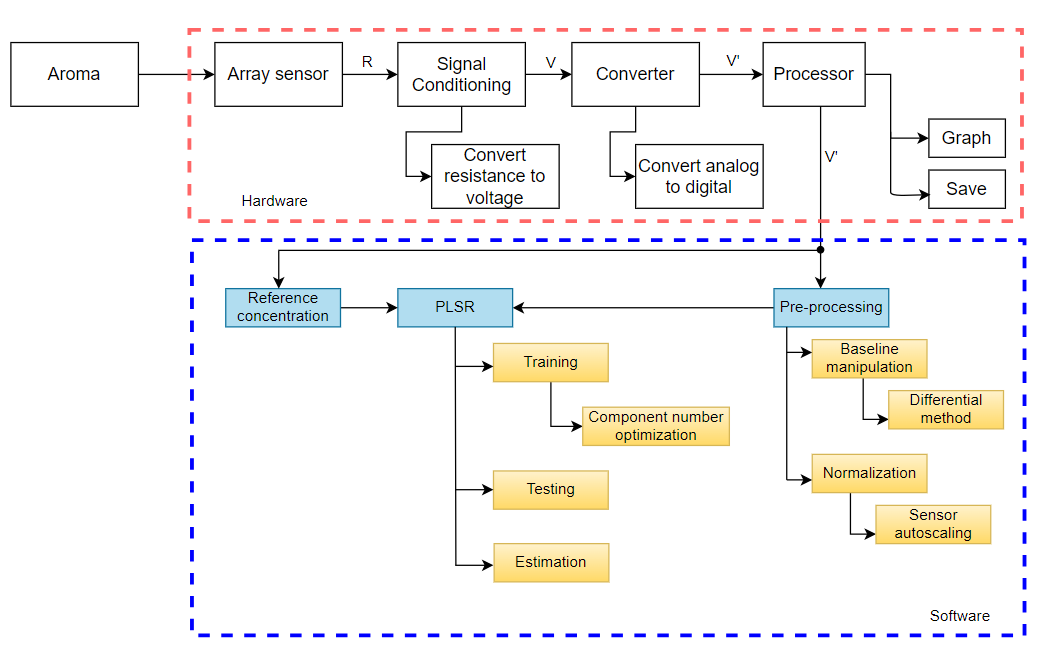 Aroma
Array sensor
R
Signal
Conditioning
V
Converter
V'
Processor
Convert
resistance to
voltage
Convert analog
to digital
V'
Graph
Save
Hardware
Reference
concentration
PLSR
Pre-processing
Training
Component number
optimization
Testing
Estimation
Baseline
manipulation
Differential
method
Normalization
Sensor
autoscaling
Software